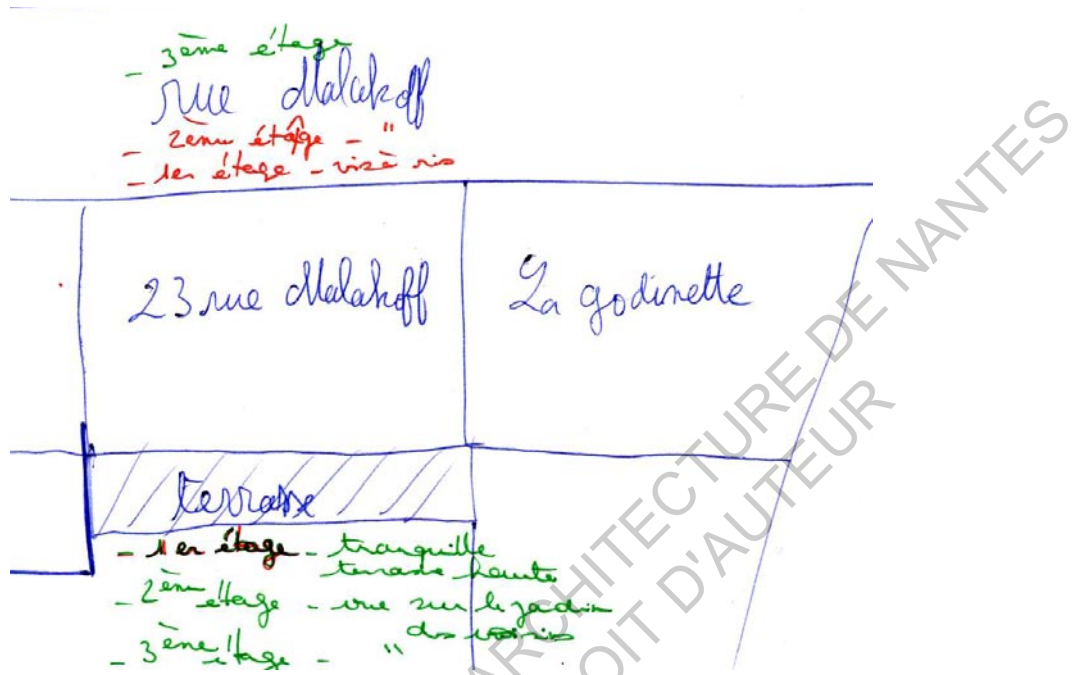 - 3ème étage
rue Malakoff
- 2ème étage - "
- 1er étage - vis à vis
23 rue Malakoff
La godinette
terrasse
- 1er étage - tranquille
terrasse haute
- 2ème étage - vue sur le jardin
des voisins
- 3ème étage - "
ARCHITECTURE DE NANTES
OIT D'AUTEUR